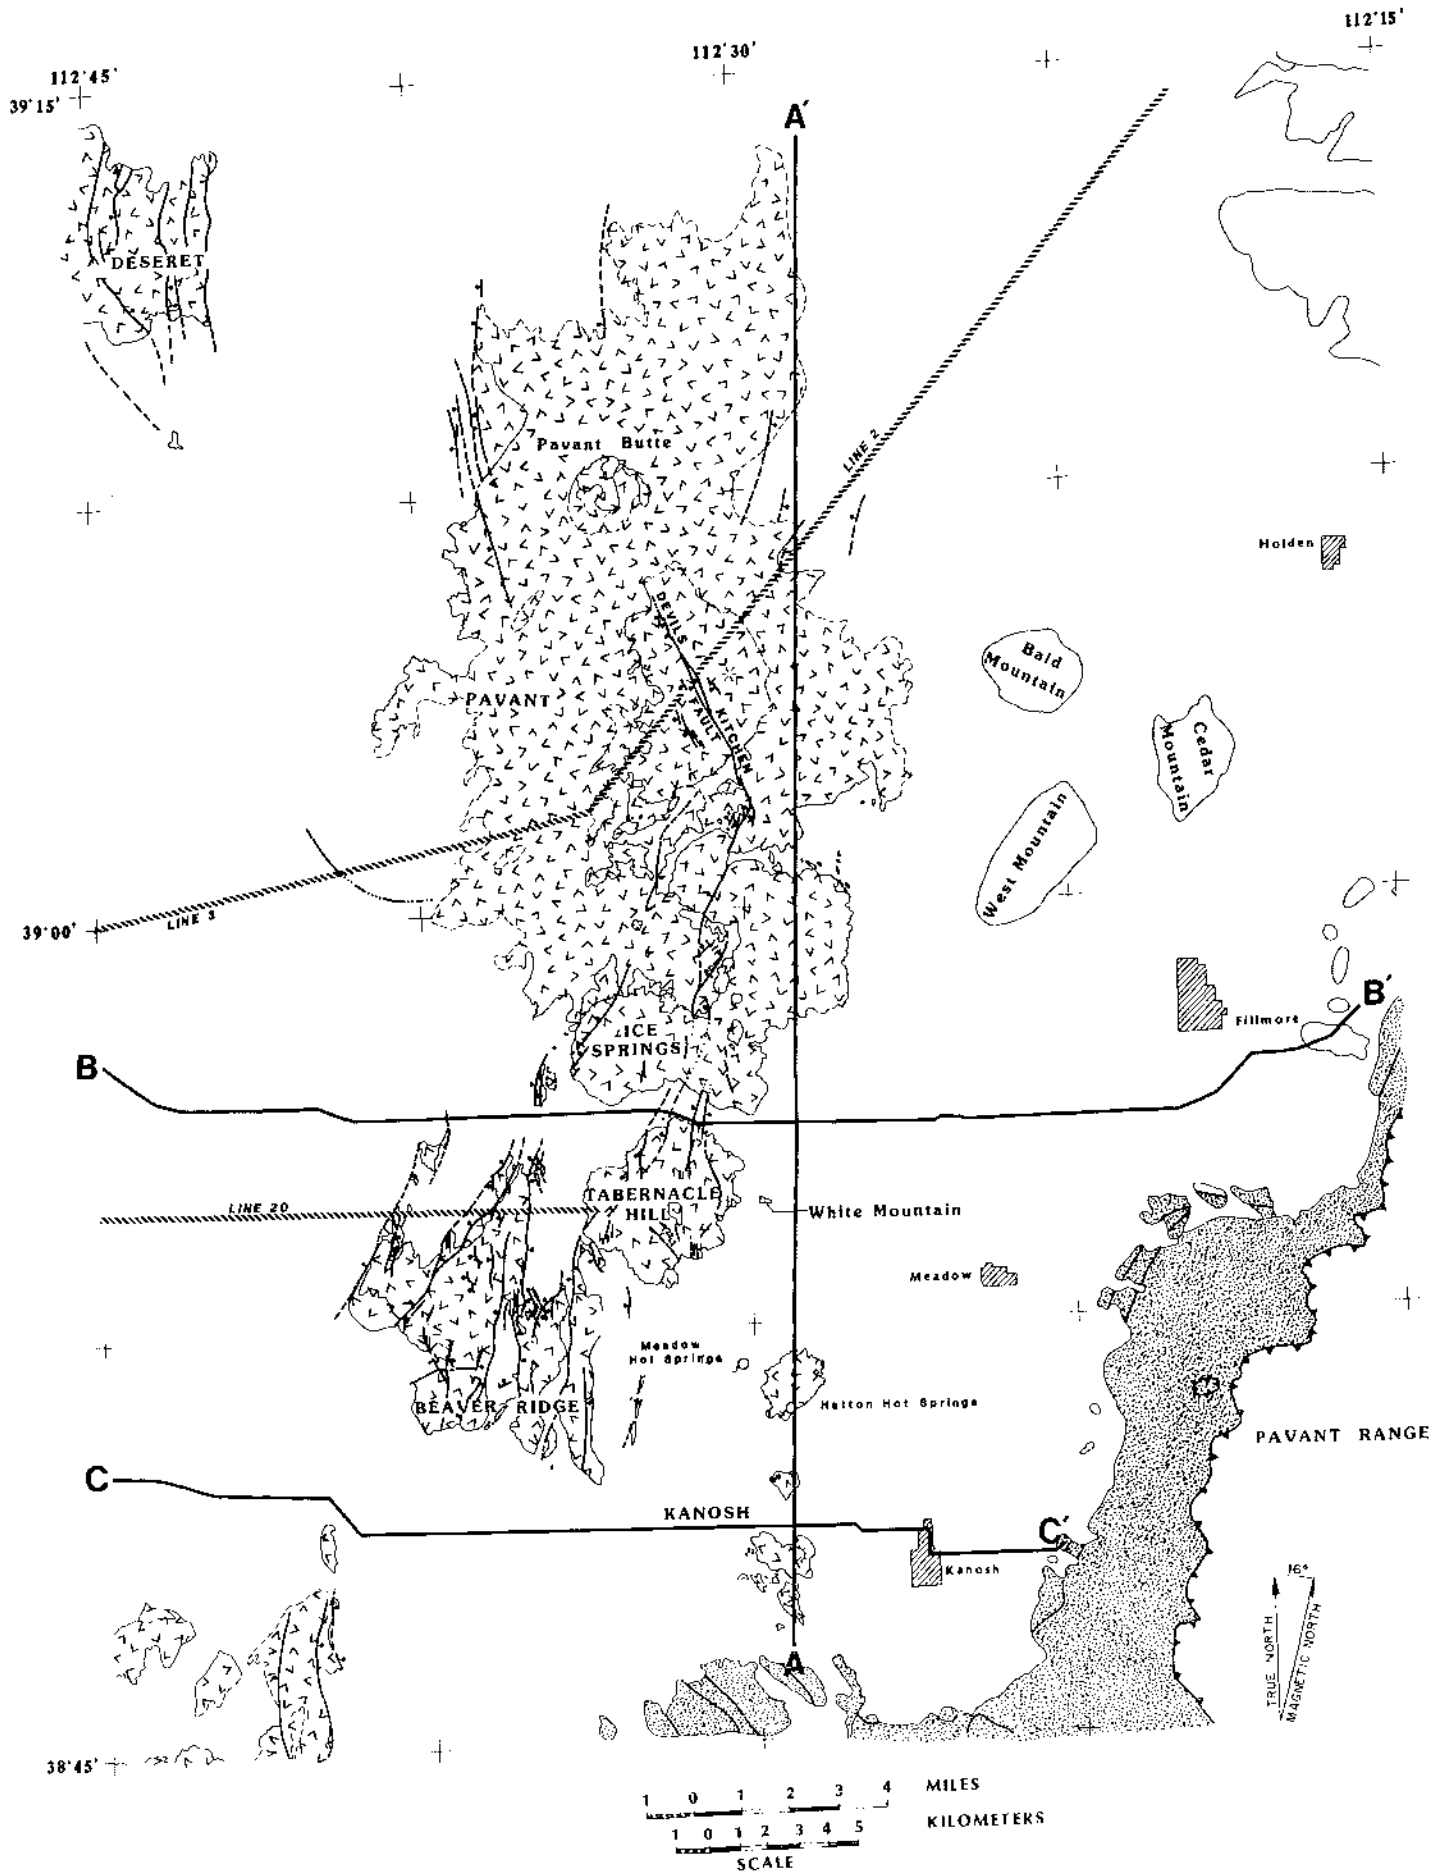 112°15'
112°30'
112°45'
39°15'
A'
DESERET
LINE 2
Pavant Butte
Holden
DEVILS KITCHEN
FAULT
Bald
Mountain
PAVANT
Cedar
Mountain
West Mountain
LINE 3
39°00'
B'
Fillmore
ICE
SPRINGS
B
LINE 20
TABERNACLE
HILL
White Mountain
Meadow
Meadow
Hot Springs
BEAVER RIDGE
Hatton Hot Springs
PAVANT RANGE
C
KANOSH
C'
Kanosh
16°
TRUE NORTH
MAGNETIC NORTH
A
38°45'
1 0 1 2 3 4 MILES
1 0 1 2 3 4 5 KILOMETERS
SCALE